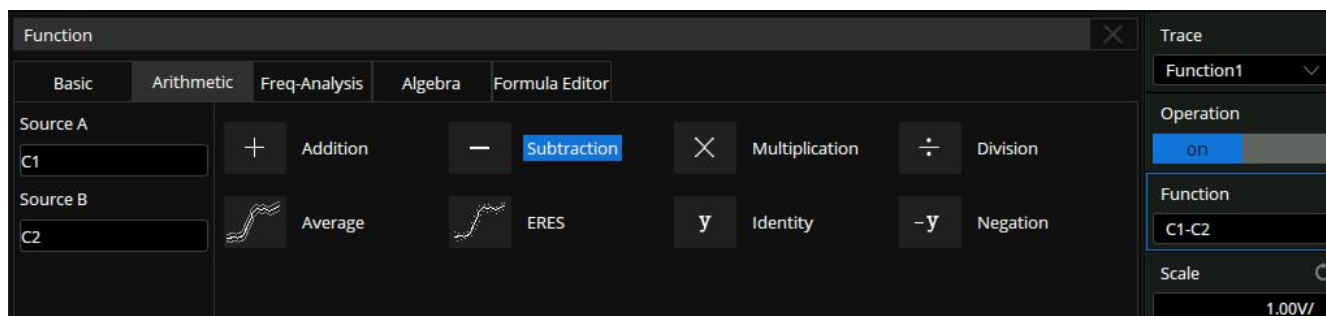 Function
Basic Arithmetic Freq-Analysis Algebra Formula Editor
Source A
C1
Source B
C2
+ Addition − Subtraction × Multiplication ÷ Division
Average ERES y Identity -y Negation
Trace
Function1
Operation
on
Function
C1-C2
Scale
1.00V/